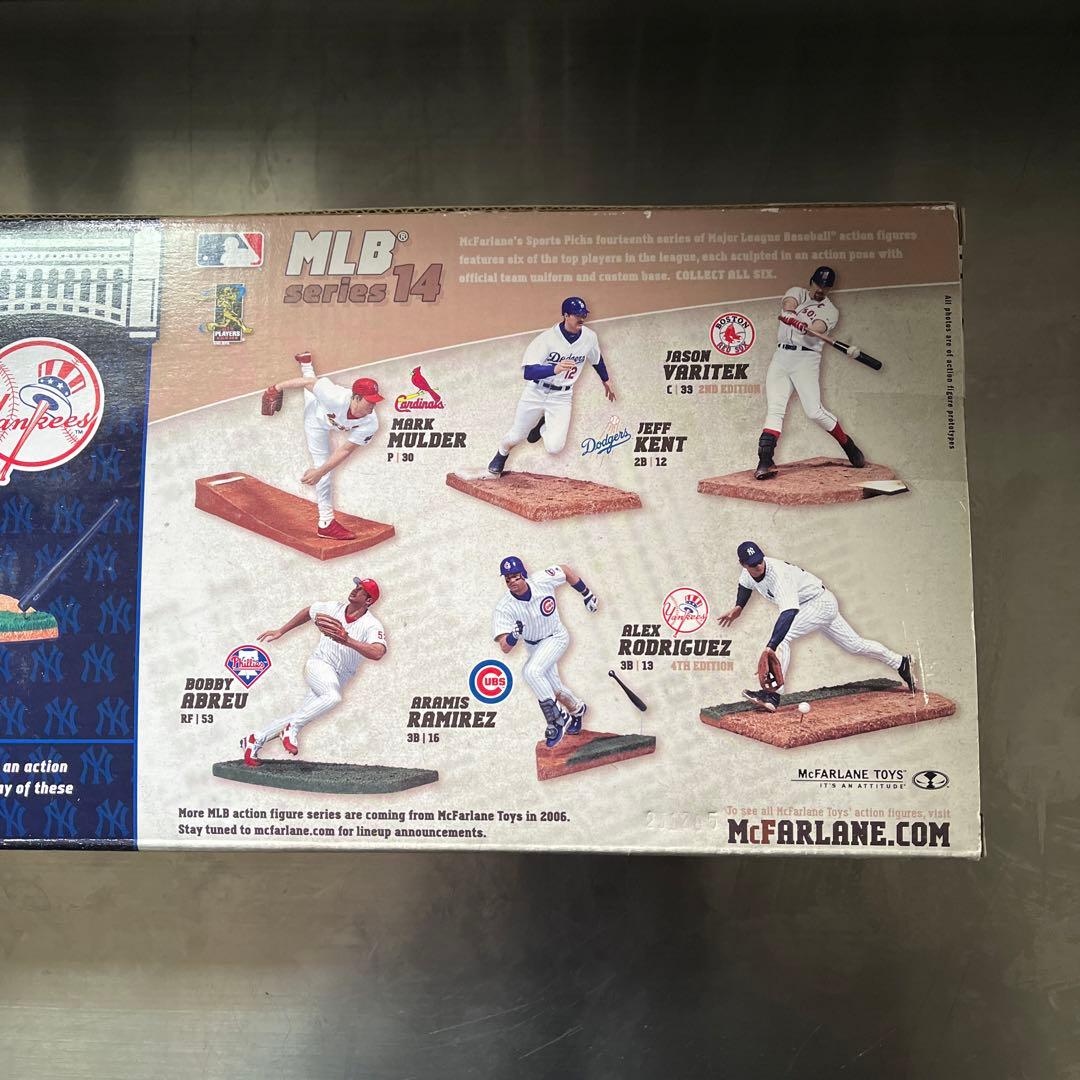 MLB®
series 14
McFarlane's Sports Picks fourteenth series of Major League Baseball® action figures
features six of the top players in the league, each sculpted in an action pose with
official team uniform and custom base. COLLECT ALL SIX.
PLAYERS
Yankees
Cardinals
MARK
MULDER
P | 30
Dodgers
12
Dodgers
JEFF
KENT
2B | 12
BOSTON
RED SOX
JASON
VARITEK
C | 33 2ND EDITION
All photos are of action figure prototypes
Phillies
BOBBY
ABREU
RF | 53
CUBS
ARAMIS
RAMIREZ
3B | 16
Yankees
ALEX
RODRIGUEZ
3B | 13 4TH EDITION
an action
ay of these
McFARLANE TOYS™
IT'S AN ATTITUDE®
More MLB action figure series are coming from McFarlane Toys in 2006.
Stay tuned to mcfarlane.com for lineup announcements.
To see all McFarlane Toys' action figures, visit
McFARLANE.COM